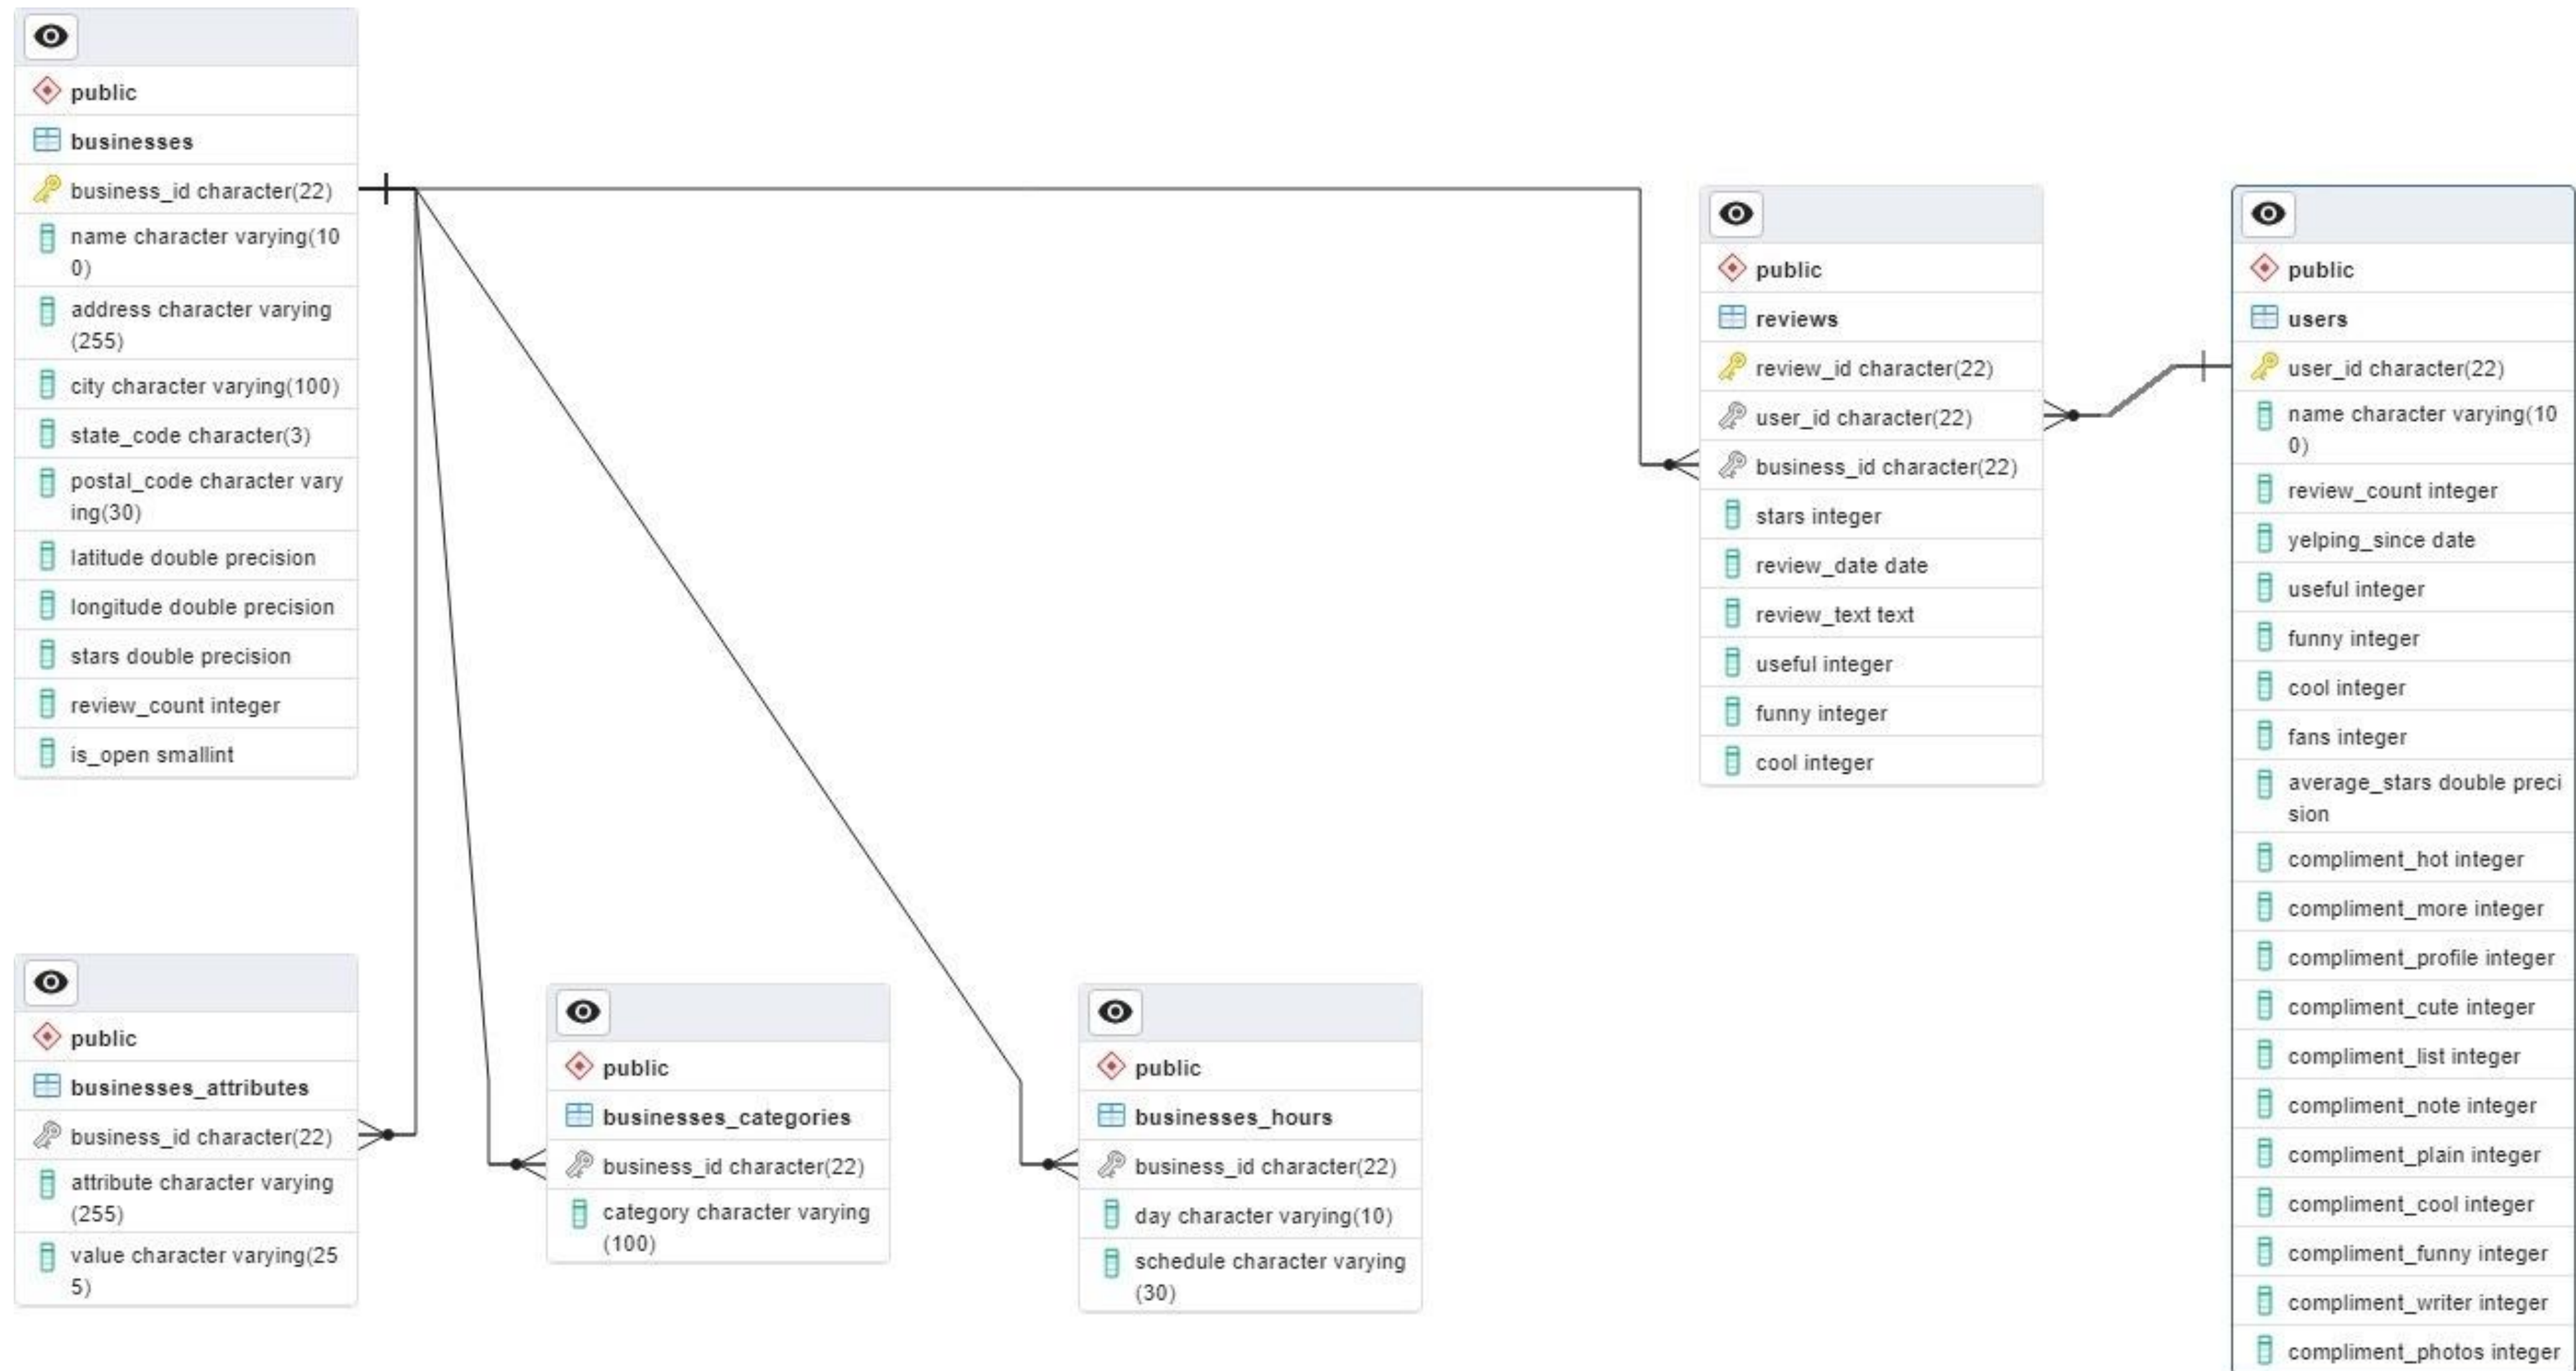 public
businesses
business_id character(22)
name character varying(10
0)
address character varying
(255)
city character varying(100)
state_code character(3)
postal_code character vary
ing(30)
latitude double precision
longitude double precision
stars double precision
review_count integer
is_open smallint
public
businesses_attributes
business_id character(22)
attribute character varying
(255)
value character varying(25
5)
public
businesses_categories
business_id character(22)
category character varying
(100)
public
businesses_hours
business_id character(22)
day character varying(10)
schedule character varying
(30)
public
reviews
review_id character(22)
user_id character(22)
business_id character(22)
stars integer
review_date date
review_text text
useful integer
funny integer
cool integer
public
users
user_id character(22)
name character varying(10
0)
review_count integer
yelping_since date
useful integer
funny integer
cool integer
fans integer
average_stars double preci
sion
compliment_hot integer
compliment_more integer
compliment_profile integer
compliment_cute integer
compliment_list integer
compliment_note integer
compliment_plain integer
compliment_cool integer
compliment_funny integer
compliment_writer integer
compliment_photos integer